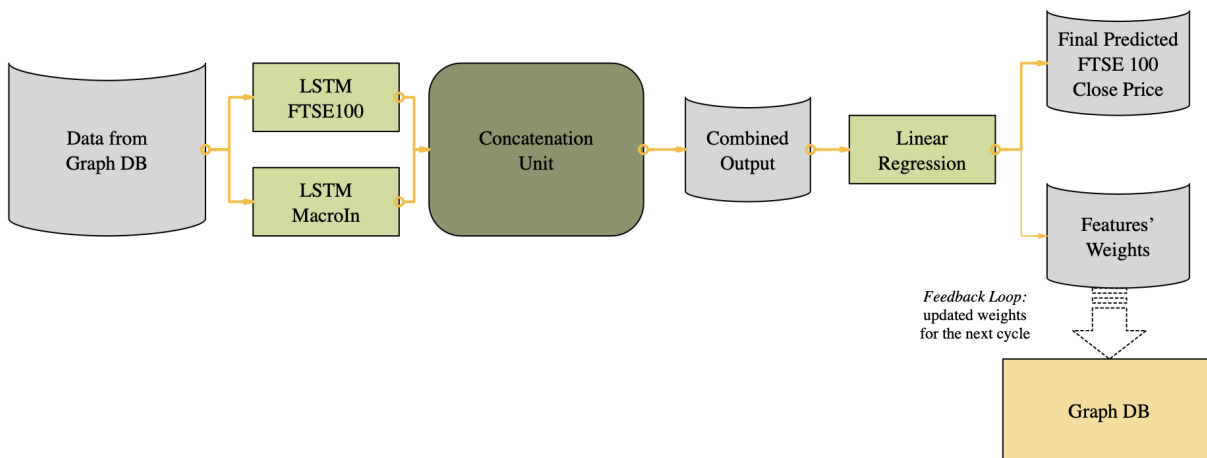 Data from
Graph DB
LSTM
FTSE100
LSTM
MacroIn
Concatenation
Unit
Combined
Output
Linear
Regression
Final Predicted
FTSE 100
Close Price
Features’
Weights
Feedback Loop:
updated weights
for the next cycle
Graph DB